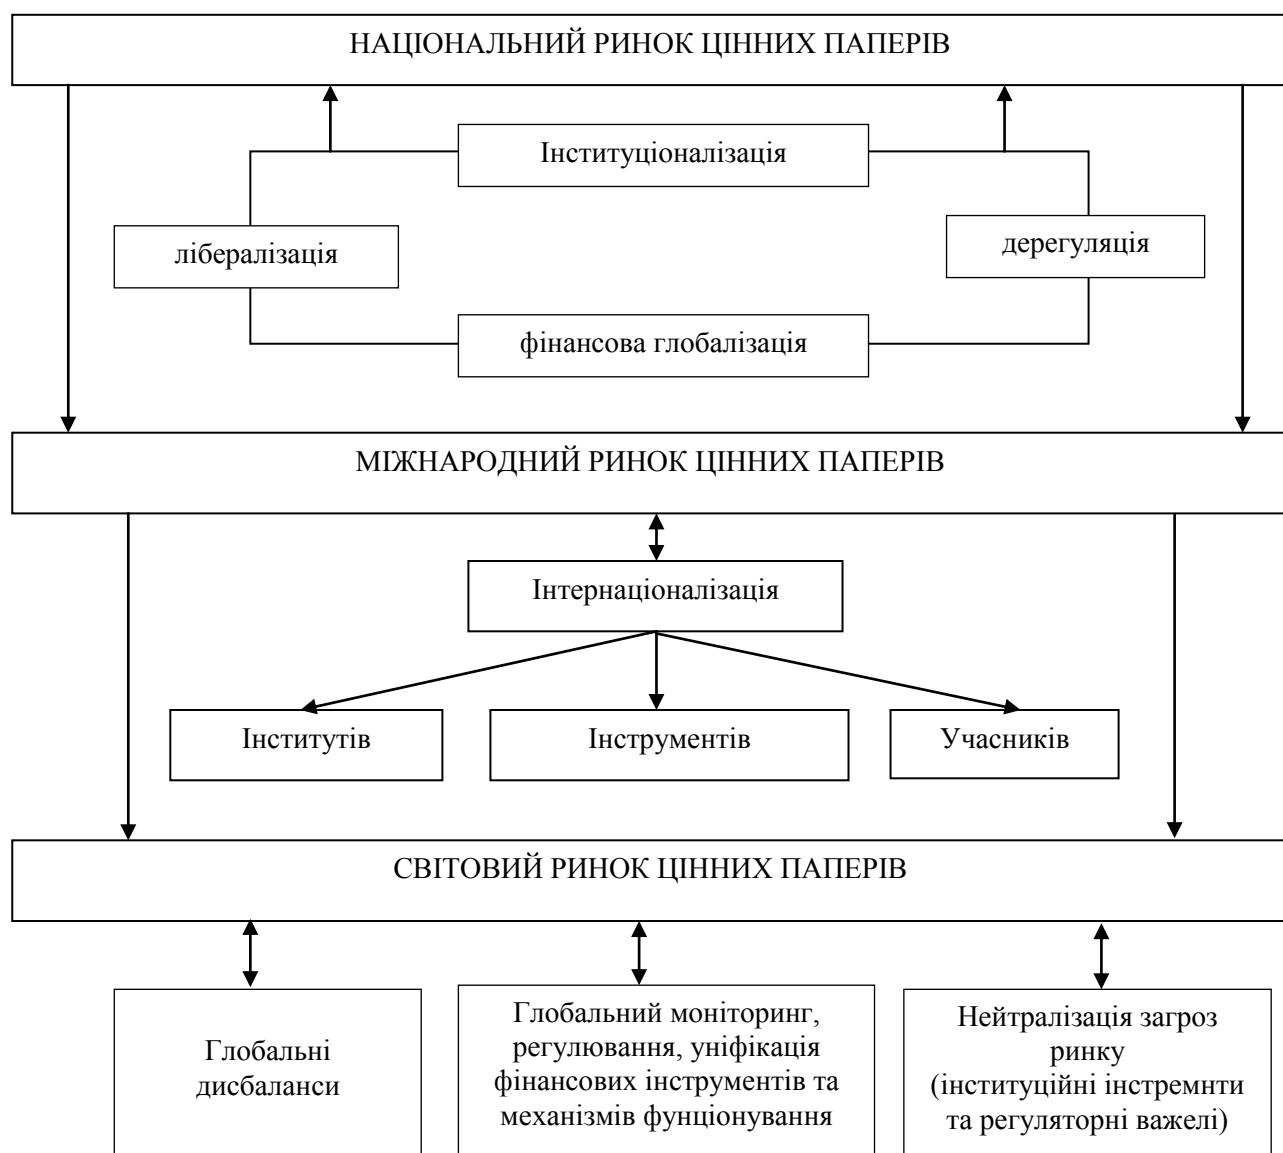 НАЦІОНАЛЬНИЙ РИНОК ЦІННИХ ПАПЕРІВ
Інституціоналізація
лібералізація
дерегуляція
фінансова глобалізація
МІЖНАРОДНИЙ РИНОК ЦІННИХ ПАПЕРІВ
Інтернаціоналізація
Інститутів
Інструментів
Учасників
СВІТОВИЙ РИНОК ЦІННИХ ПАПЕРІВ
Глобальні
дисбаланси
Глобальний моніторинг,
регулювання, уніфікація
фінансових інструментів та
механізмів фунціонування
Нейтралізація загроз
ринку
(інституційні інстремнти
та регуляторні важелі)